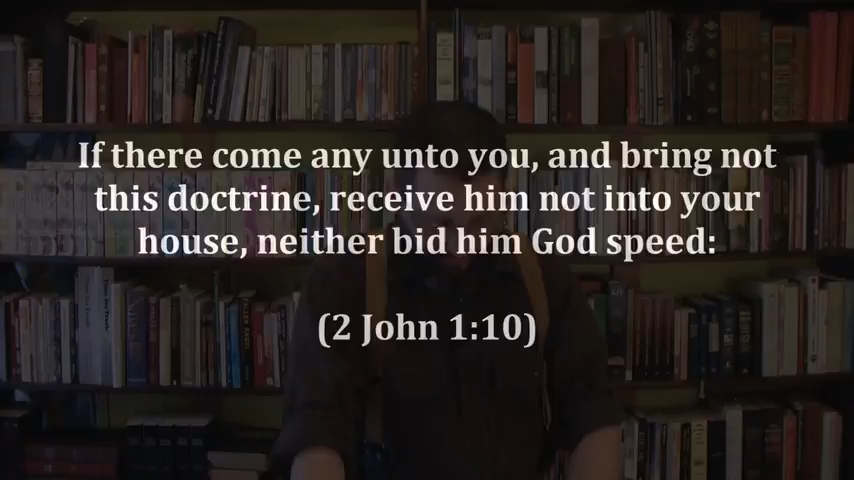 If there come any unto you, and bring not
this doctrine, receive him not into your
house, neither bid him God speed:
(2 John 1:10)